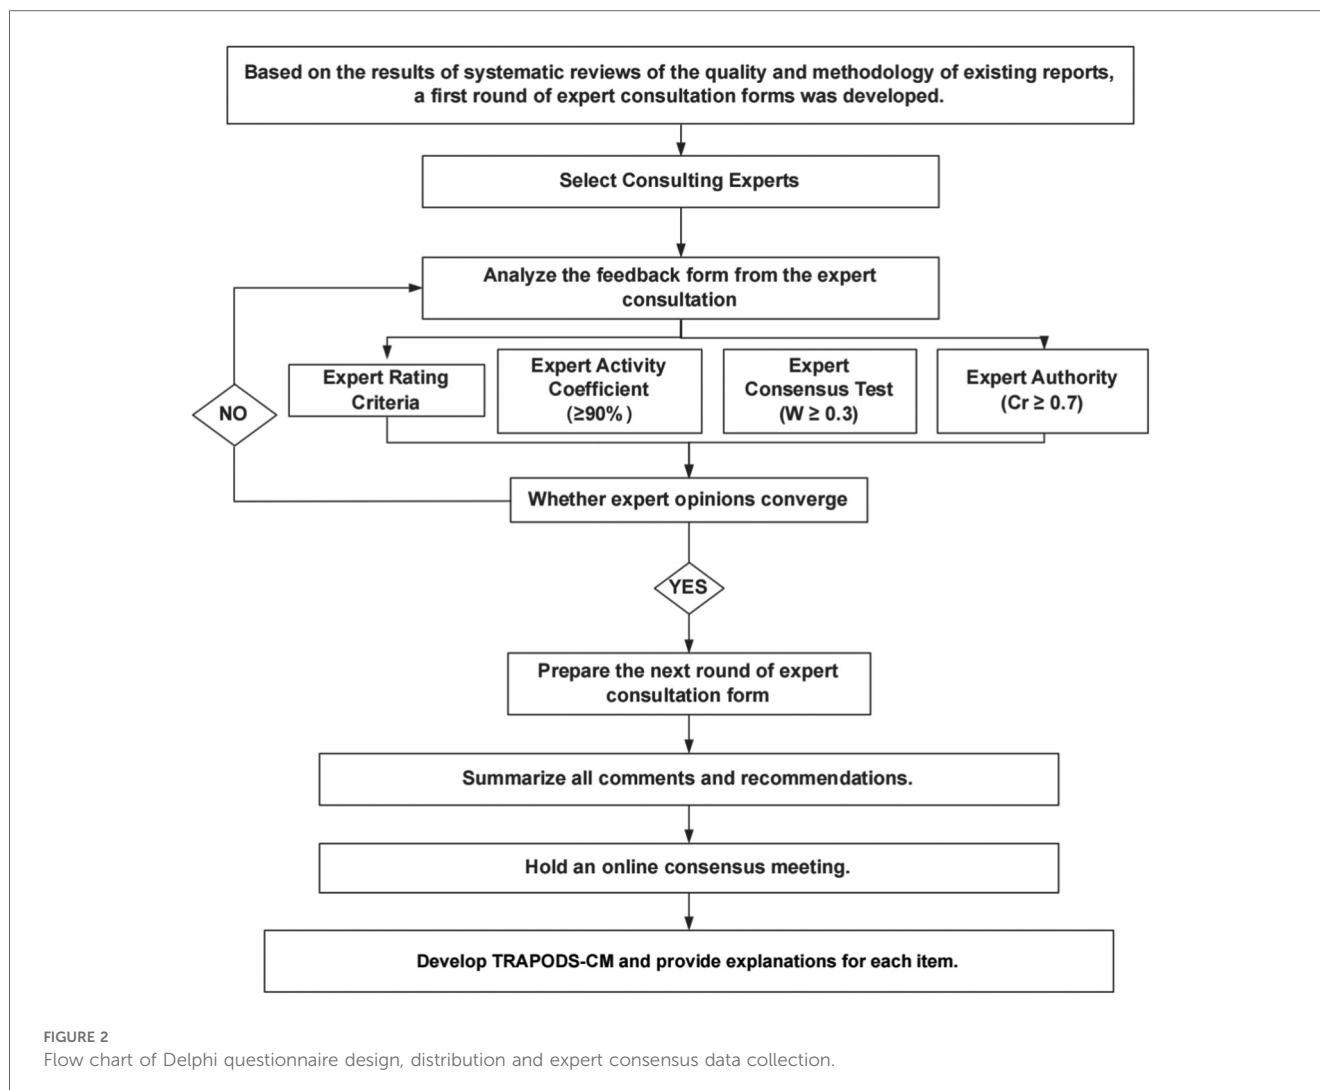 Based on the results of systematic reviews of the quality and methodology of existing reports,
a first round of expert consultation forms was developed.
Select Consulting Experts
Analyze the feedback form from the expert
consultation
Expert Rating
Criteria
Expert Activity
Coefficient
(≥90%)
Expert
Consensus Test
(W ≥ 0.3)
Expert Authority
(Cr ≥ 0.7)
NO
Whether expert opinions converge
YES
Prepare the next round of expert
consultation form
Summarize all comments and recommendations.
Hold an online consensus meeting.
Develop TRAPODS-CM and provide explanations for each item.
FIGURE 2
Flow chart of Delphi questionnaire design, distribution and expert consensus data collection.